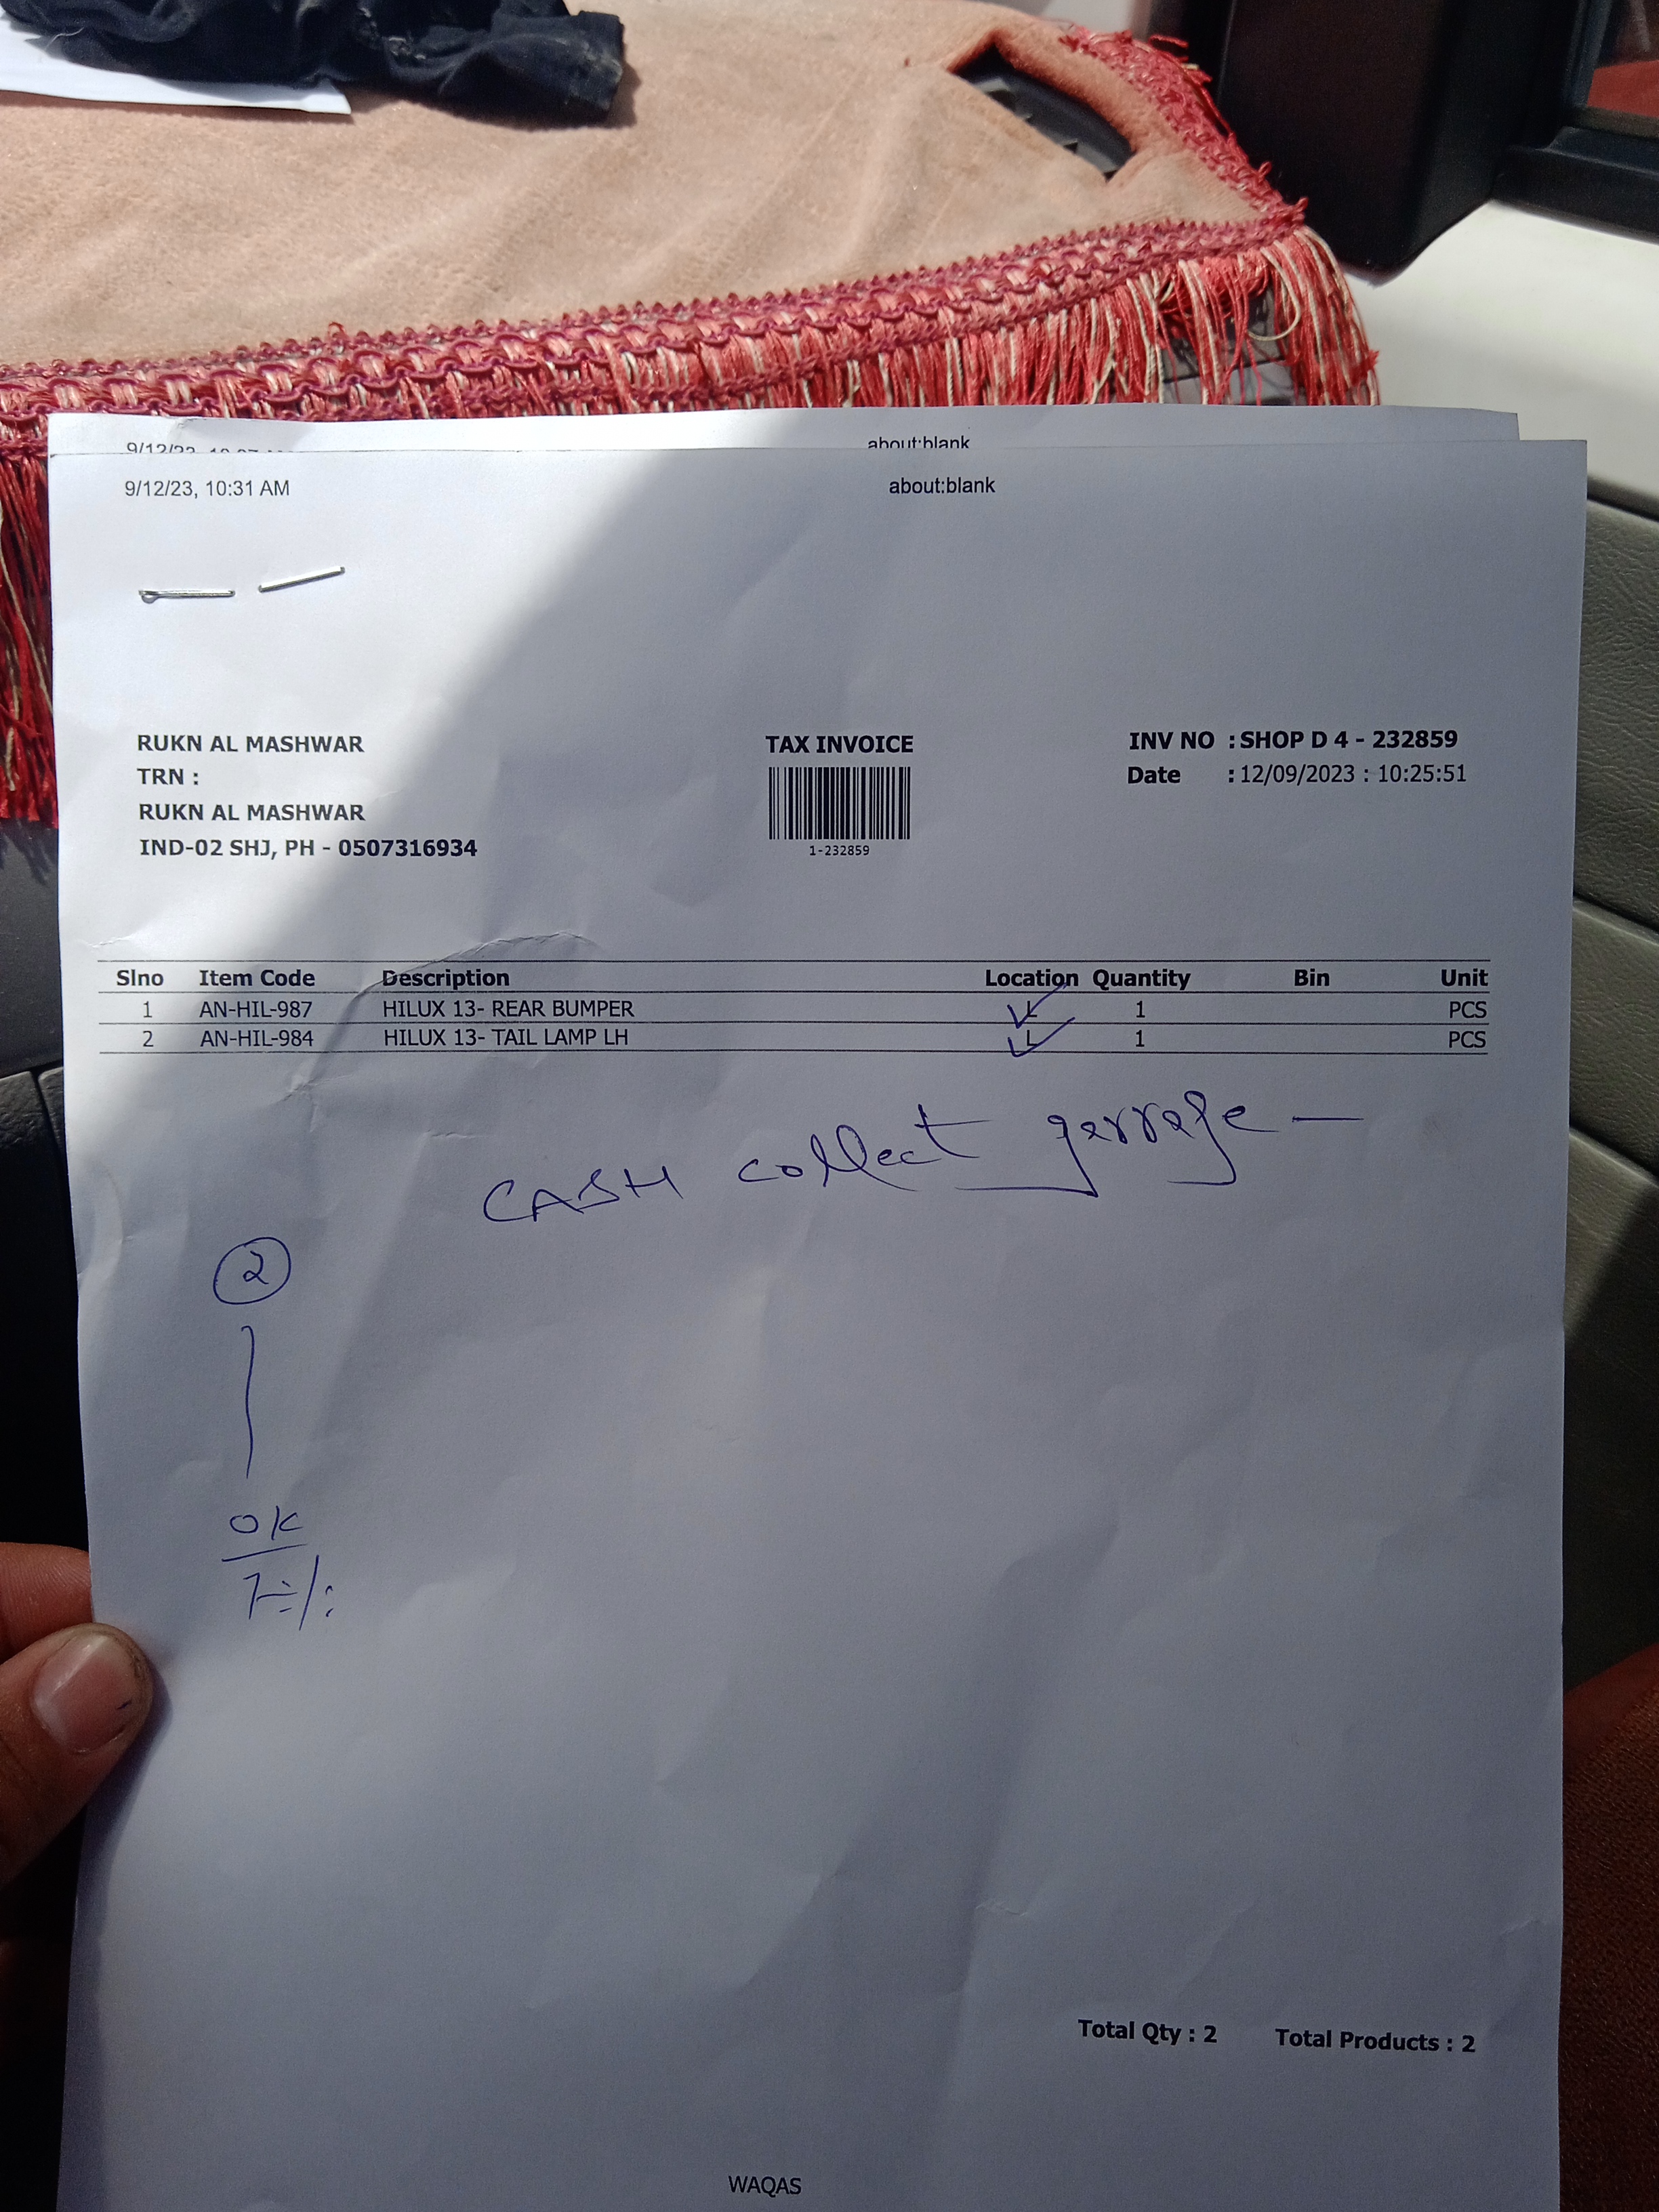 about:blank
9/12/23, 10:31 AM about:blank
RUKN AL MASHWAR TAX INVOICE INV NO : SHOP D 4 - 232859
TRN : Date : 12/09/2023 : 10:25:51
RUKN AL MASHWAR
IND-02 SHJ, PH - 0507316934 1-232859
Slno Item Code Description Location Quantity Bin Unit
1 AN-HIL-987 HILUX 13- REAR BUMPER L 1 PCS
2 AN-HIL-984 HILUX 13- TAIL LAMP LH L 1 PCS
CASH collect garrage —
2
OK
Total Qty : 2 Total Products : 2
WAQAS